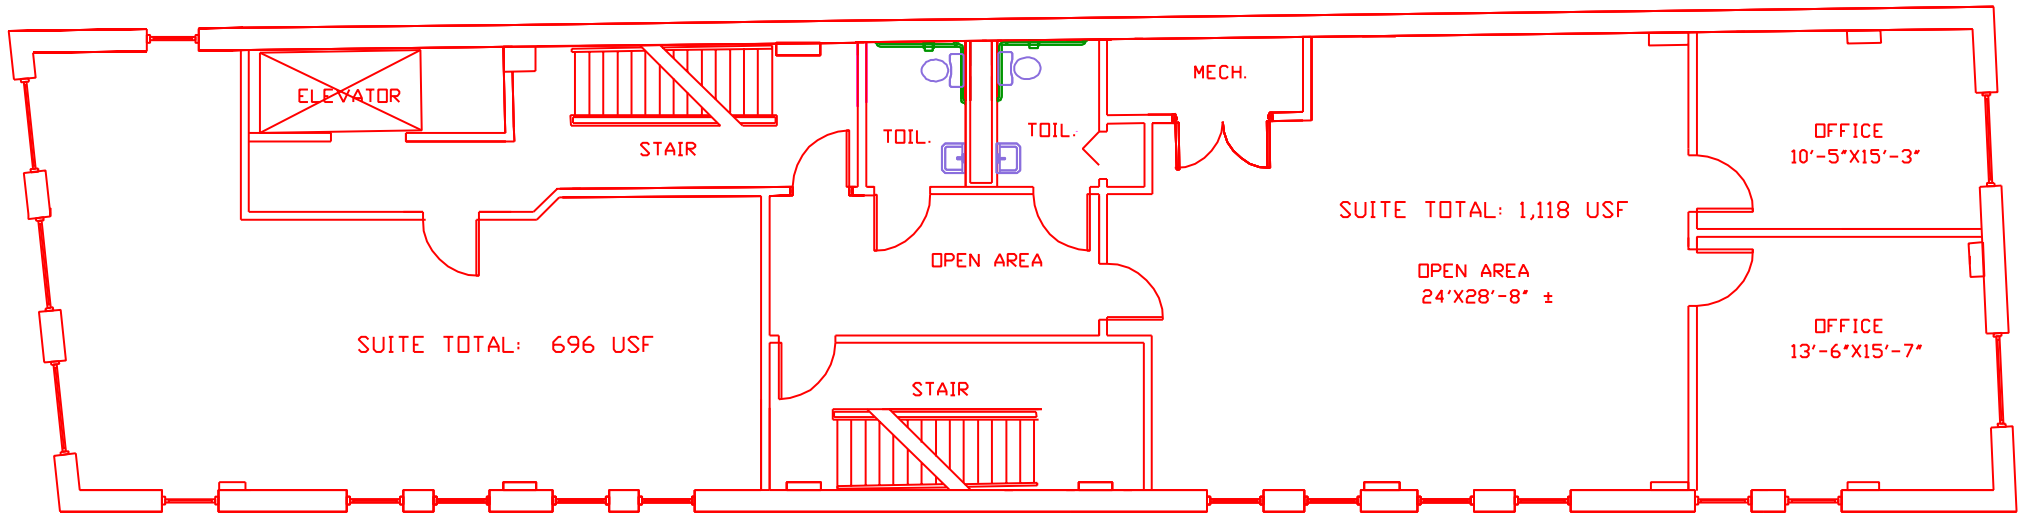 ELEVATOR
STAIR
TOIL.
TOIL.
MECH.
OFFICE
10'-5"X15'-3"
SUITE TOTAL: 1,118 USF
OPEN AREA
OPEN AREA
24'X28'-8" ±
SUITE TOTAL: 696 USF
OFFICE
13'-6"X15'-7"
STAIR